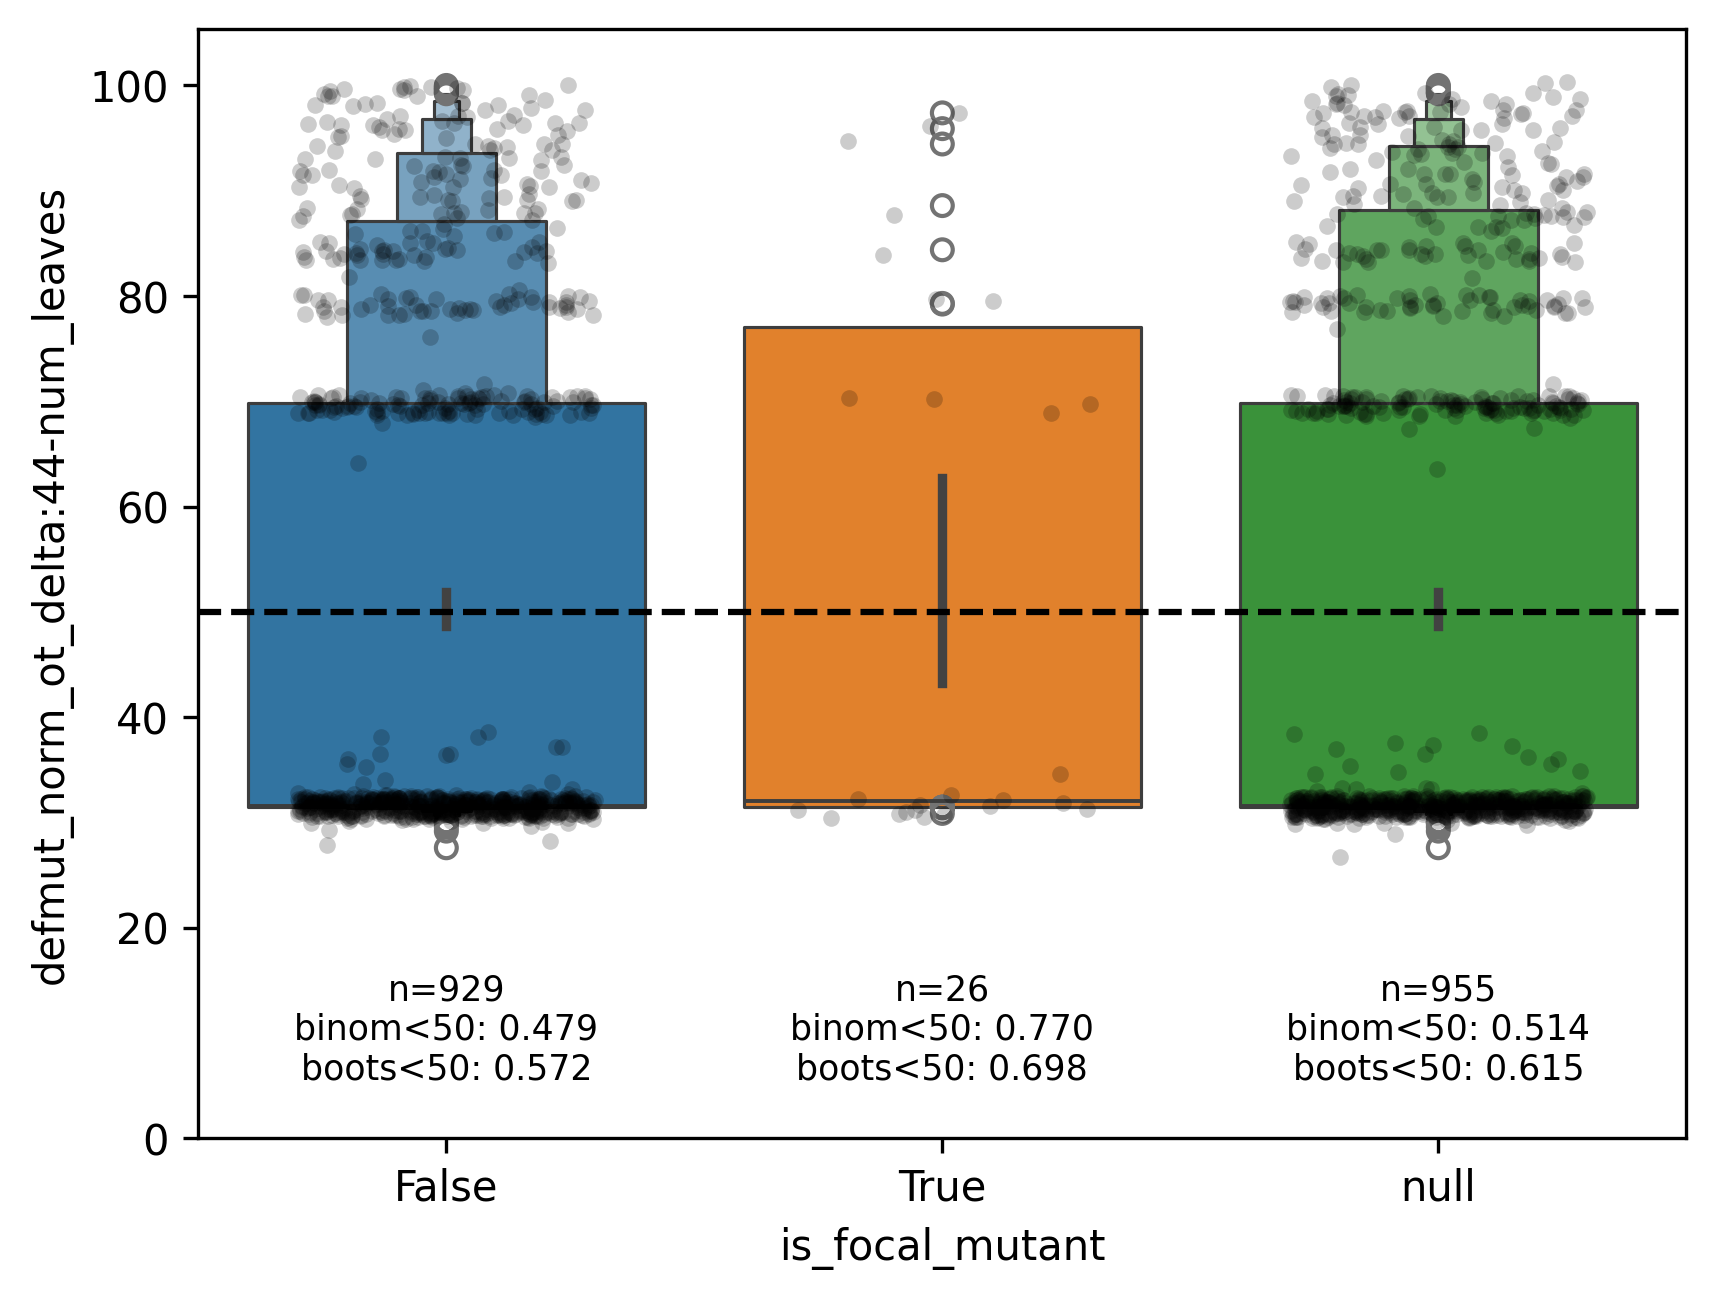 defmut_norm_ot_delta:44-num_leaves
100
80
60
40
20
0
n=929
binom<50: 0.479
boots<50: 0.572
n=26
binom<50: 0.770
boots<50: 0.698
n=955
binom<50: 0.514
boots<50: 0.615
False
True
null
is_focal_mutant